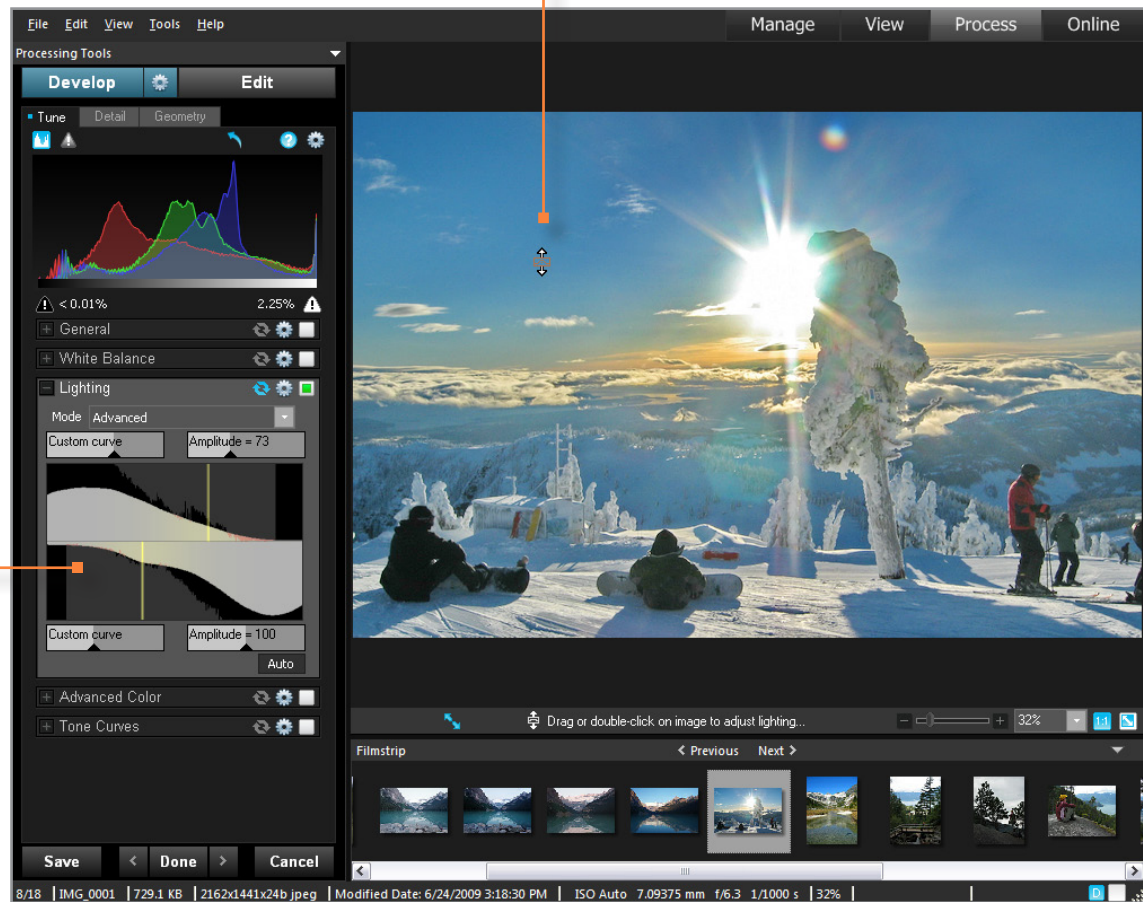 File Edit View Tools Help
Manage View Process Online
Processing Tools
Develop Edit
Tune Detail Geometry
< 0.01% 2.25%
General
White Balance
Lighting
Mode Advanced
Custom curve Amplitude = 73
Custom curve Amplitude = 100
Auto
Advanced Color
Tone Curves
Drag or double-click on image to adjust lighting... 32% 1:1
Filmstrip < Previous Next >
Save < Done > Cancel
8/18 IMG_0001 729.1 KB 2162x1441x24b jpeg Modified Date: 6/24/2009 3:18:30 PM ISO Auto 7.09375 mm f/6.3 1/1000 s 32% D